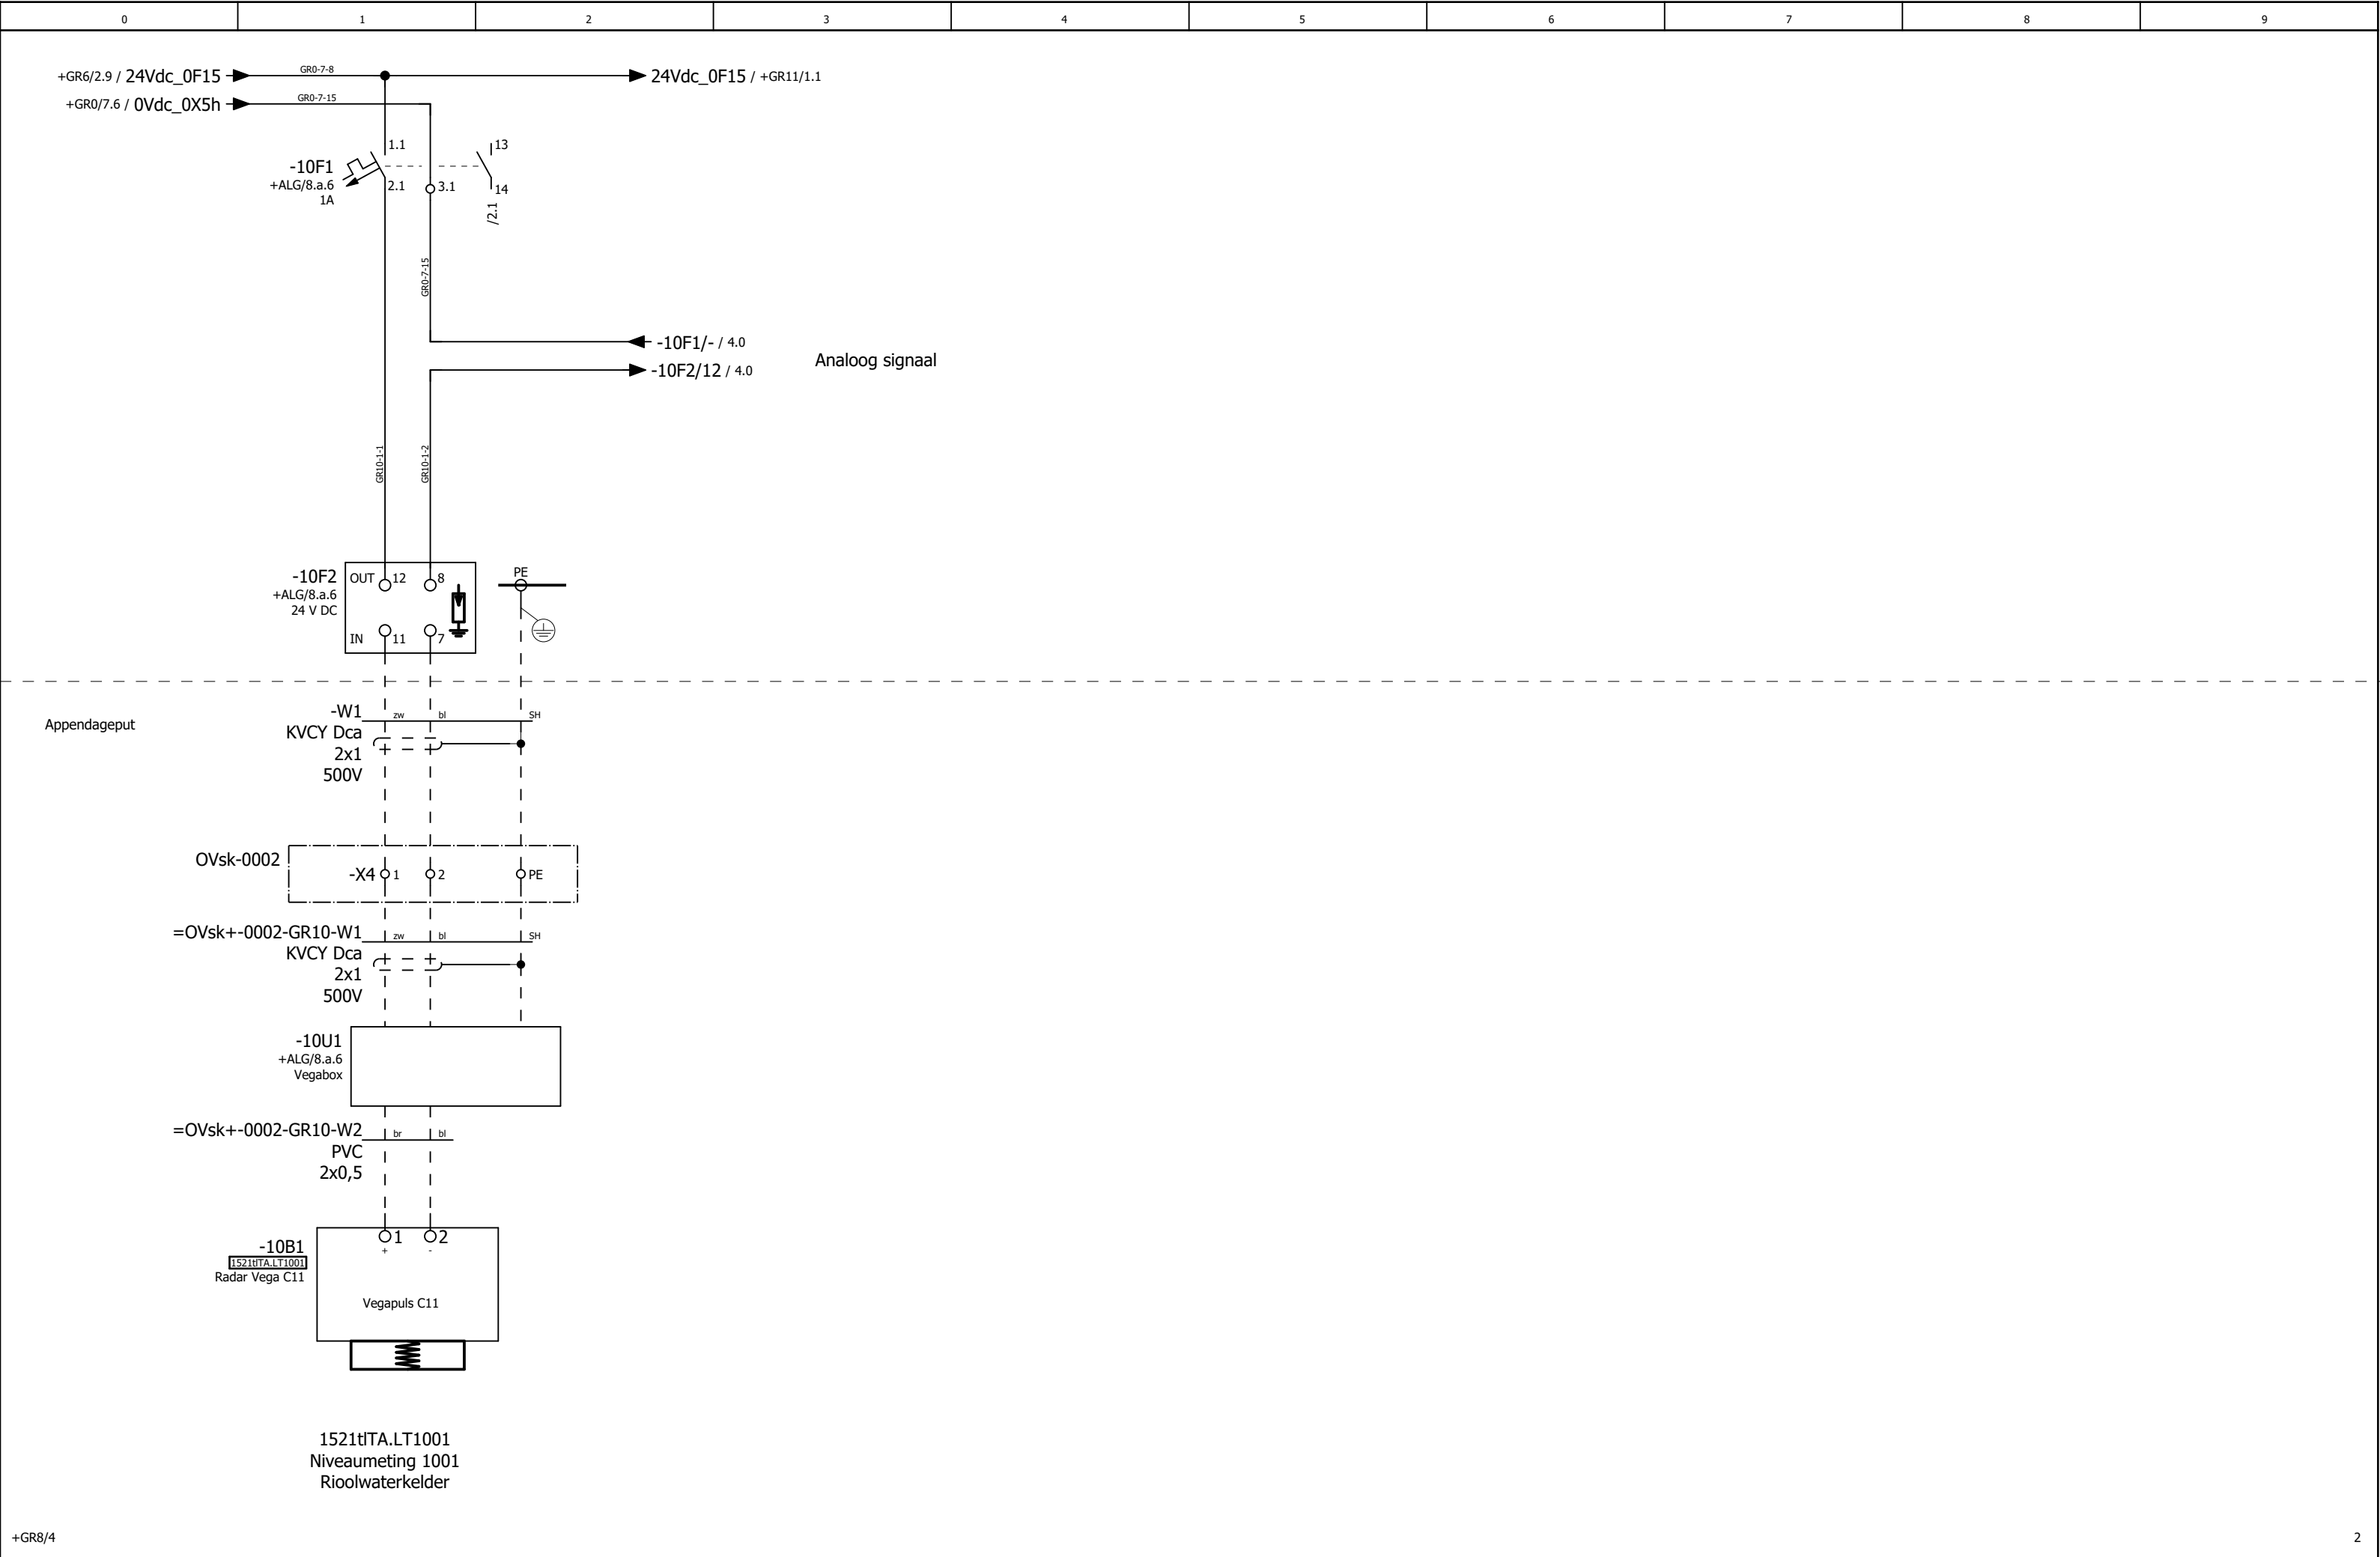 0 1 2 3 4 5 6 7 8 9
+GR6/2.9 / 24Vdc_0F15 GR0-7-8 24Vdc_0F15 / +GR11/1.1
+GR0/7.6 / 0Vdc_0X5h GR0-7-15
1.1 13
-10F1
+ALG/8.a.6 2.1 3.1 14
1A
/2.1
GR0-7-15
-10F1/- / 4.0
Analoog signaal
-10F2/12 / 4.0
GR10-1-1 GR10-1-2
PE
-10F2 OUT 12 8
+ALG/8.a.6
24 V DC
IN 11 7
-W1 zw bl SH
Appendageput
KVCY Dca
2x1
500V
OVsk-0002
-X4 1 2 PE
=OVsk+-0002-GR10-W1 zw bl SH
KVCY Dca
2x1
500V
-10U1
+ALG/8.a.6
Vegabox
=OVsk+-0002-GR10-W2 br bl
PVC
2x0,5
1 2
-10B1 + -
1521tlTA.LT1001
Radar Vega C11
Vegapuls C11
1521tlTA.LT1001
Niveaumeting 1001
Rioolwaterkelder
+GR8/4 2